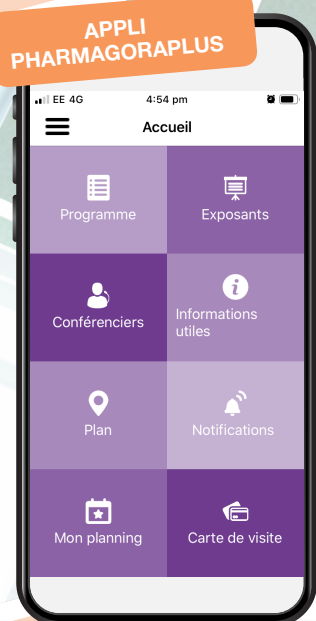 APPLI
PHARMAGORAPLUS
EE 4G 4:54 pm
Accueil
Programme
Exposants
Conférenciers
Informations
utiles
Plan
Notifications
Mon planning
Carte de visite